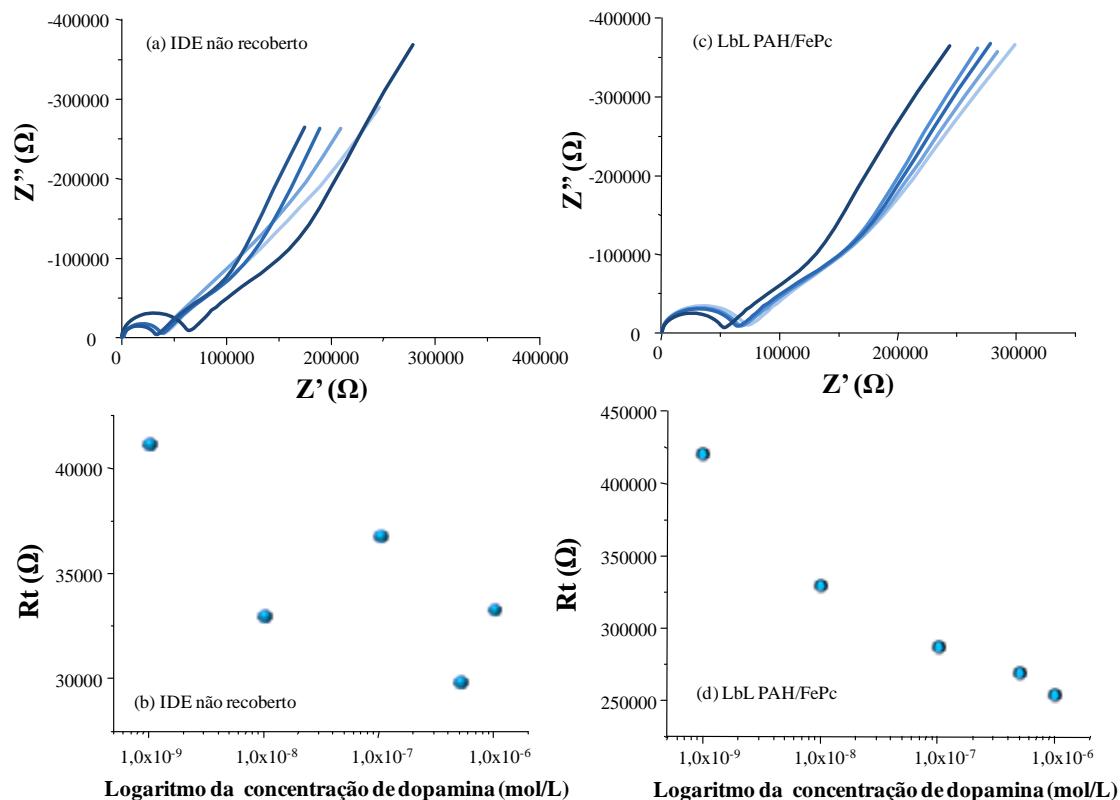 -400000
-300000
-200000
-100000
0
Z” (Ω)
(a) IDE não recoberto
0
100000
200000
300000
400000
Z’ (Ω)
-400000
-300000
-200000
-100000
0
Z” (Ω)
(c) LbL PAH/FePc
0
100000
200000
300000
Z’ (Ω)
40000
35000
30000
Rt (Ω)
(b) IDE não recoberto
1,0x10⁻⁹
1,0x10⁻⁸
1,0x10⁻⁷
1,0x10⁻⁶
Logaritmo da concentração de dopamina (mol/L)
450000
400000
350000
300000
250000
Rt (Ω)
(d) LbL PAH/FePc
1,0x10⁻⁹
1,0x10⁻⁸
1,0x10⁻⁷
1,0x10⁻⁶
Logaritmo da concentração de dopamina (mol/L)